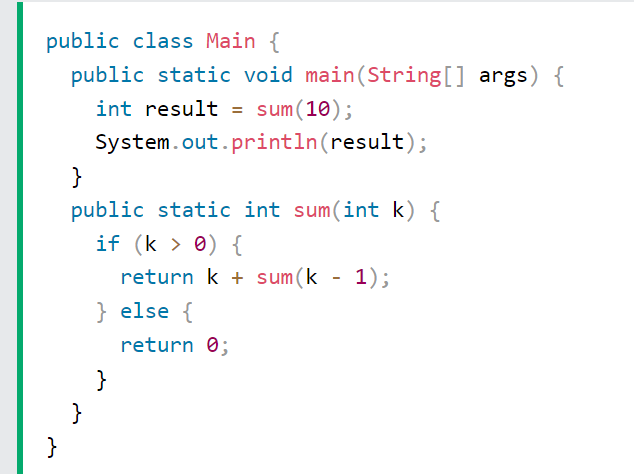 public class Main {
  public static void main(String[] args) {
    int result = sum(10);
    System.out.println(result);
  }
  public static int sum(int k) {
    if (k > 0) {
      return k + sum(k - 1);
    } else {
      return 0;
    }
  }
}